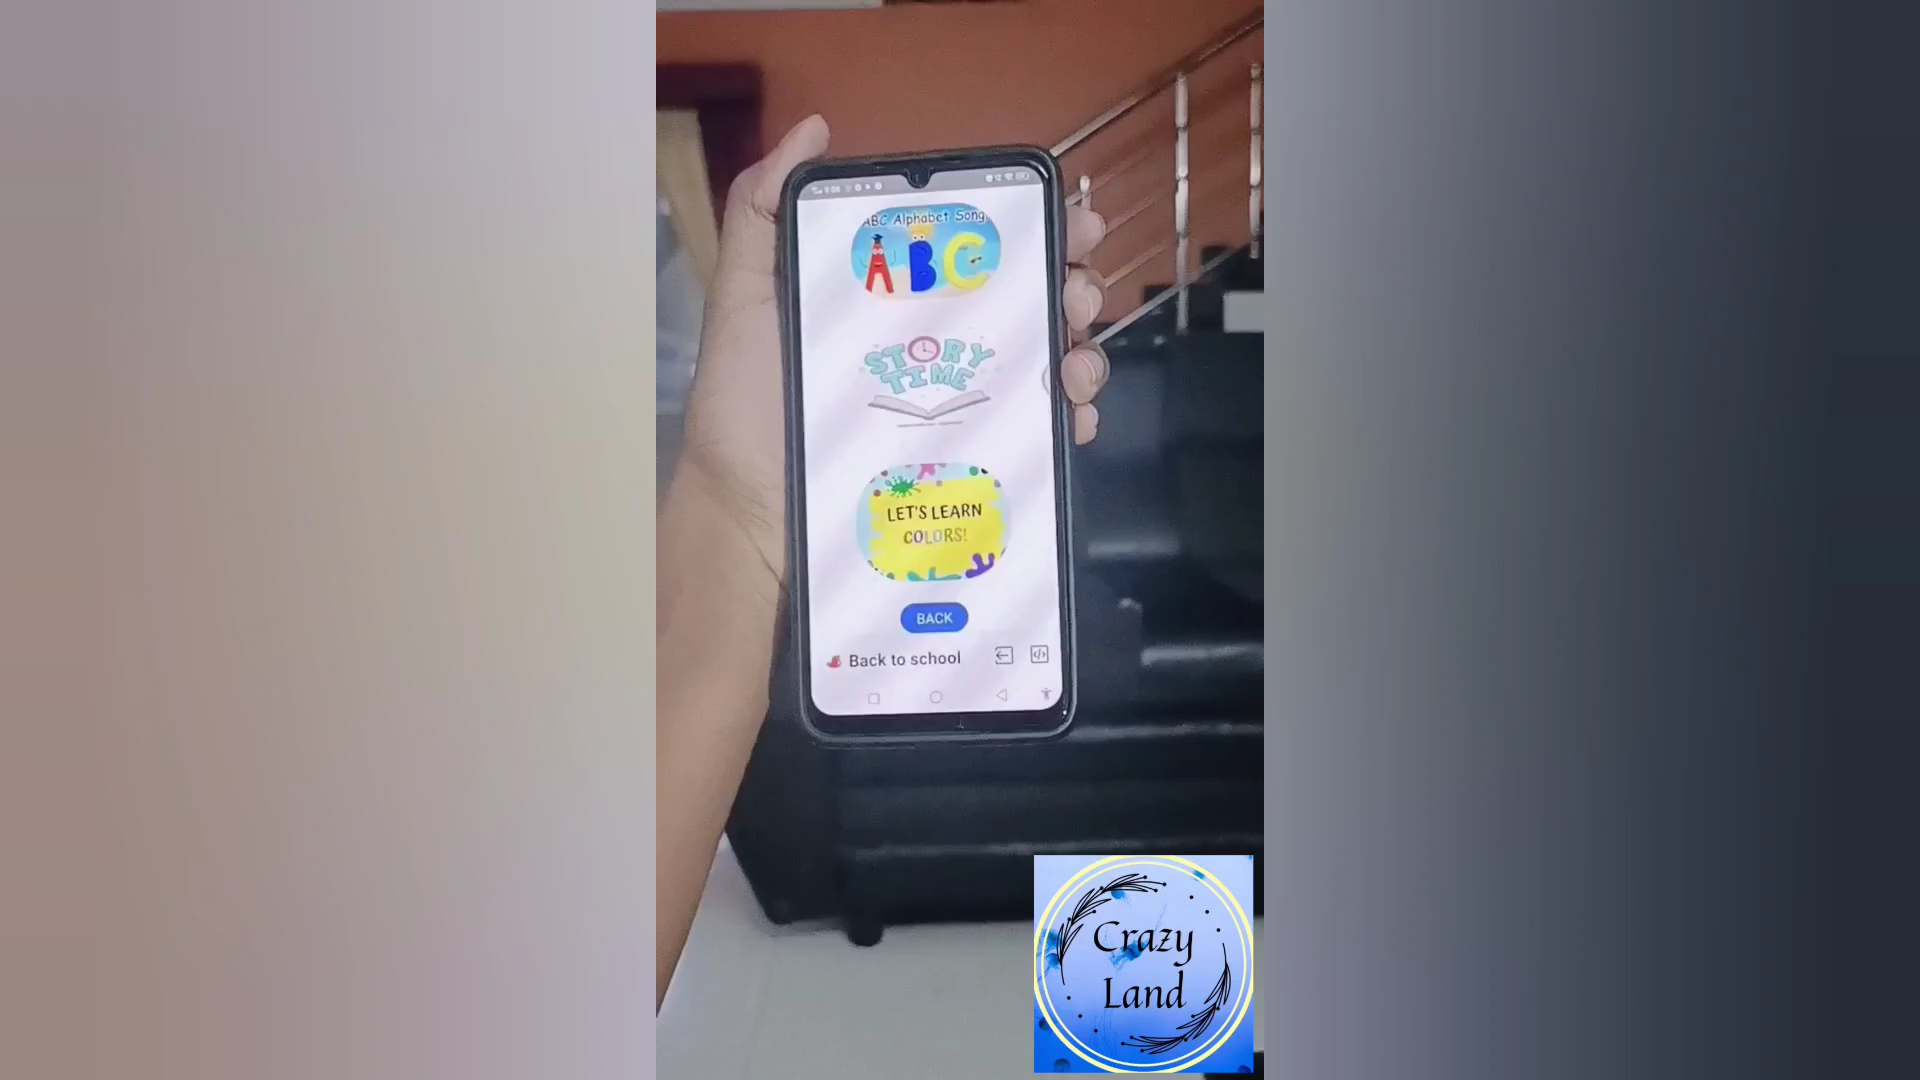 ABC Alphabet Song
ABC
STORY
TIME
LET'S LEARN
COLORS!
BACK
Back to school
Crazy
Land